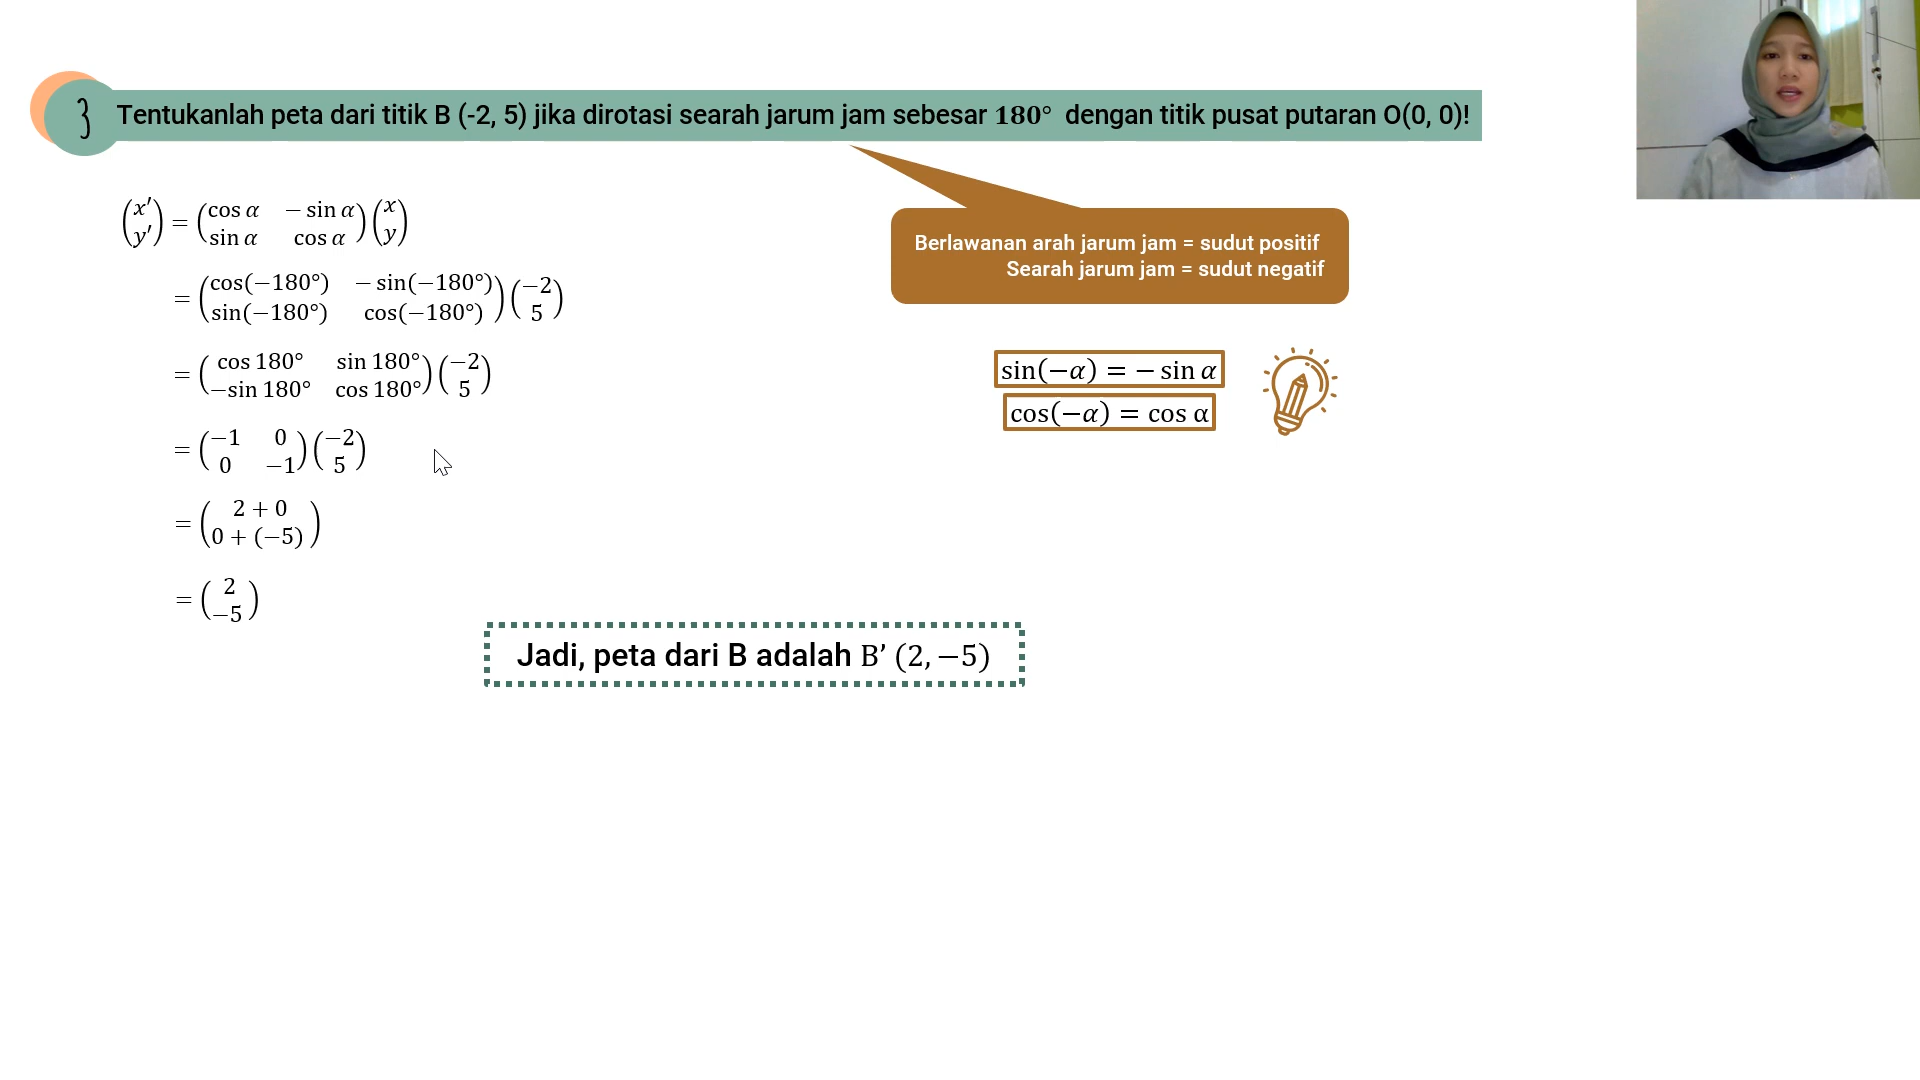 3 Tentukanlah peta dari titik B (-2, 5) jika dirotasi searah jarum jam sebesar 180° dengan titik pusat putaran O(0, 0)!
(x′ y′) = (cos α − sin α sin α cos α)(x y)
= (cos(−180°) − sin(−180°) sin(−180°) cos(−180°))(−2 5)
= (cos 180° sin 180° −sin 180° cos 180°)(−2 5)
= (−1 0 0 −1)(−2 5)
= (2 + 0 0 + (−5))
= (2 −5)
Berlawanan arah jarum jam = sudut positif
Searah jarum jam = sudut negatif
sin(−α) = − sin α
cos(−α) = cos α
Jadi, peta dari B adalah B’ (2, −5)